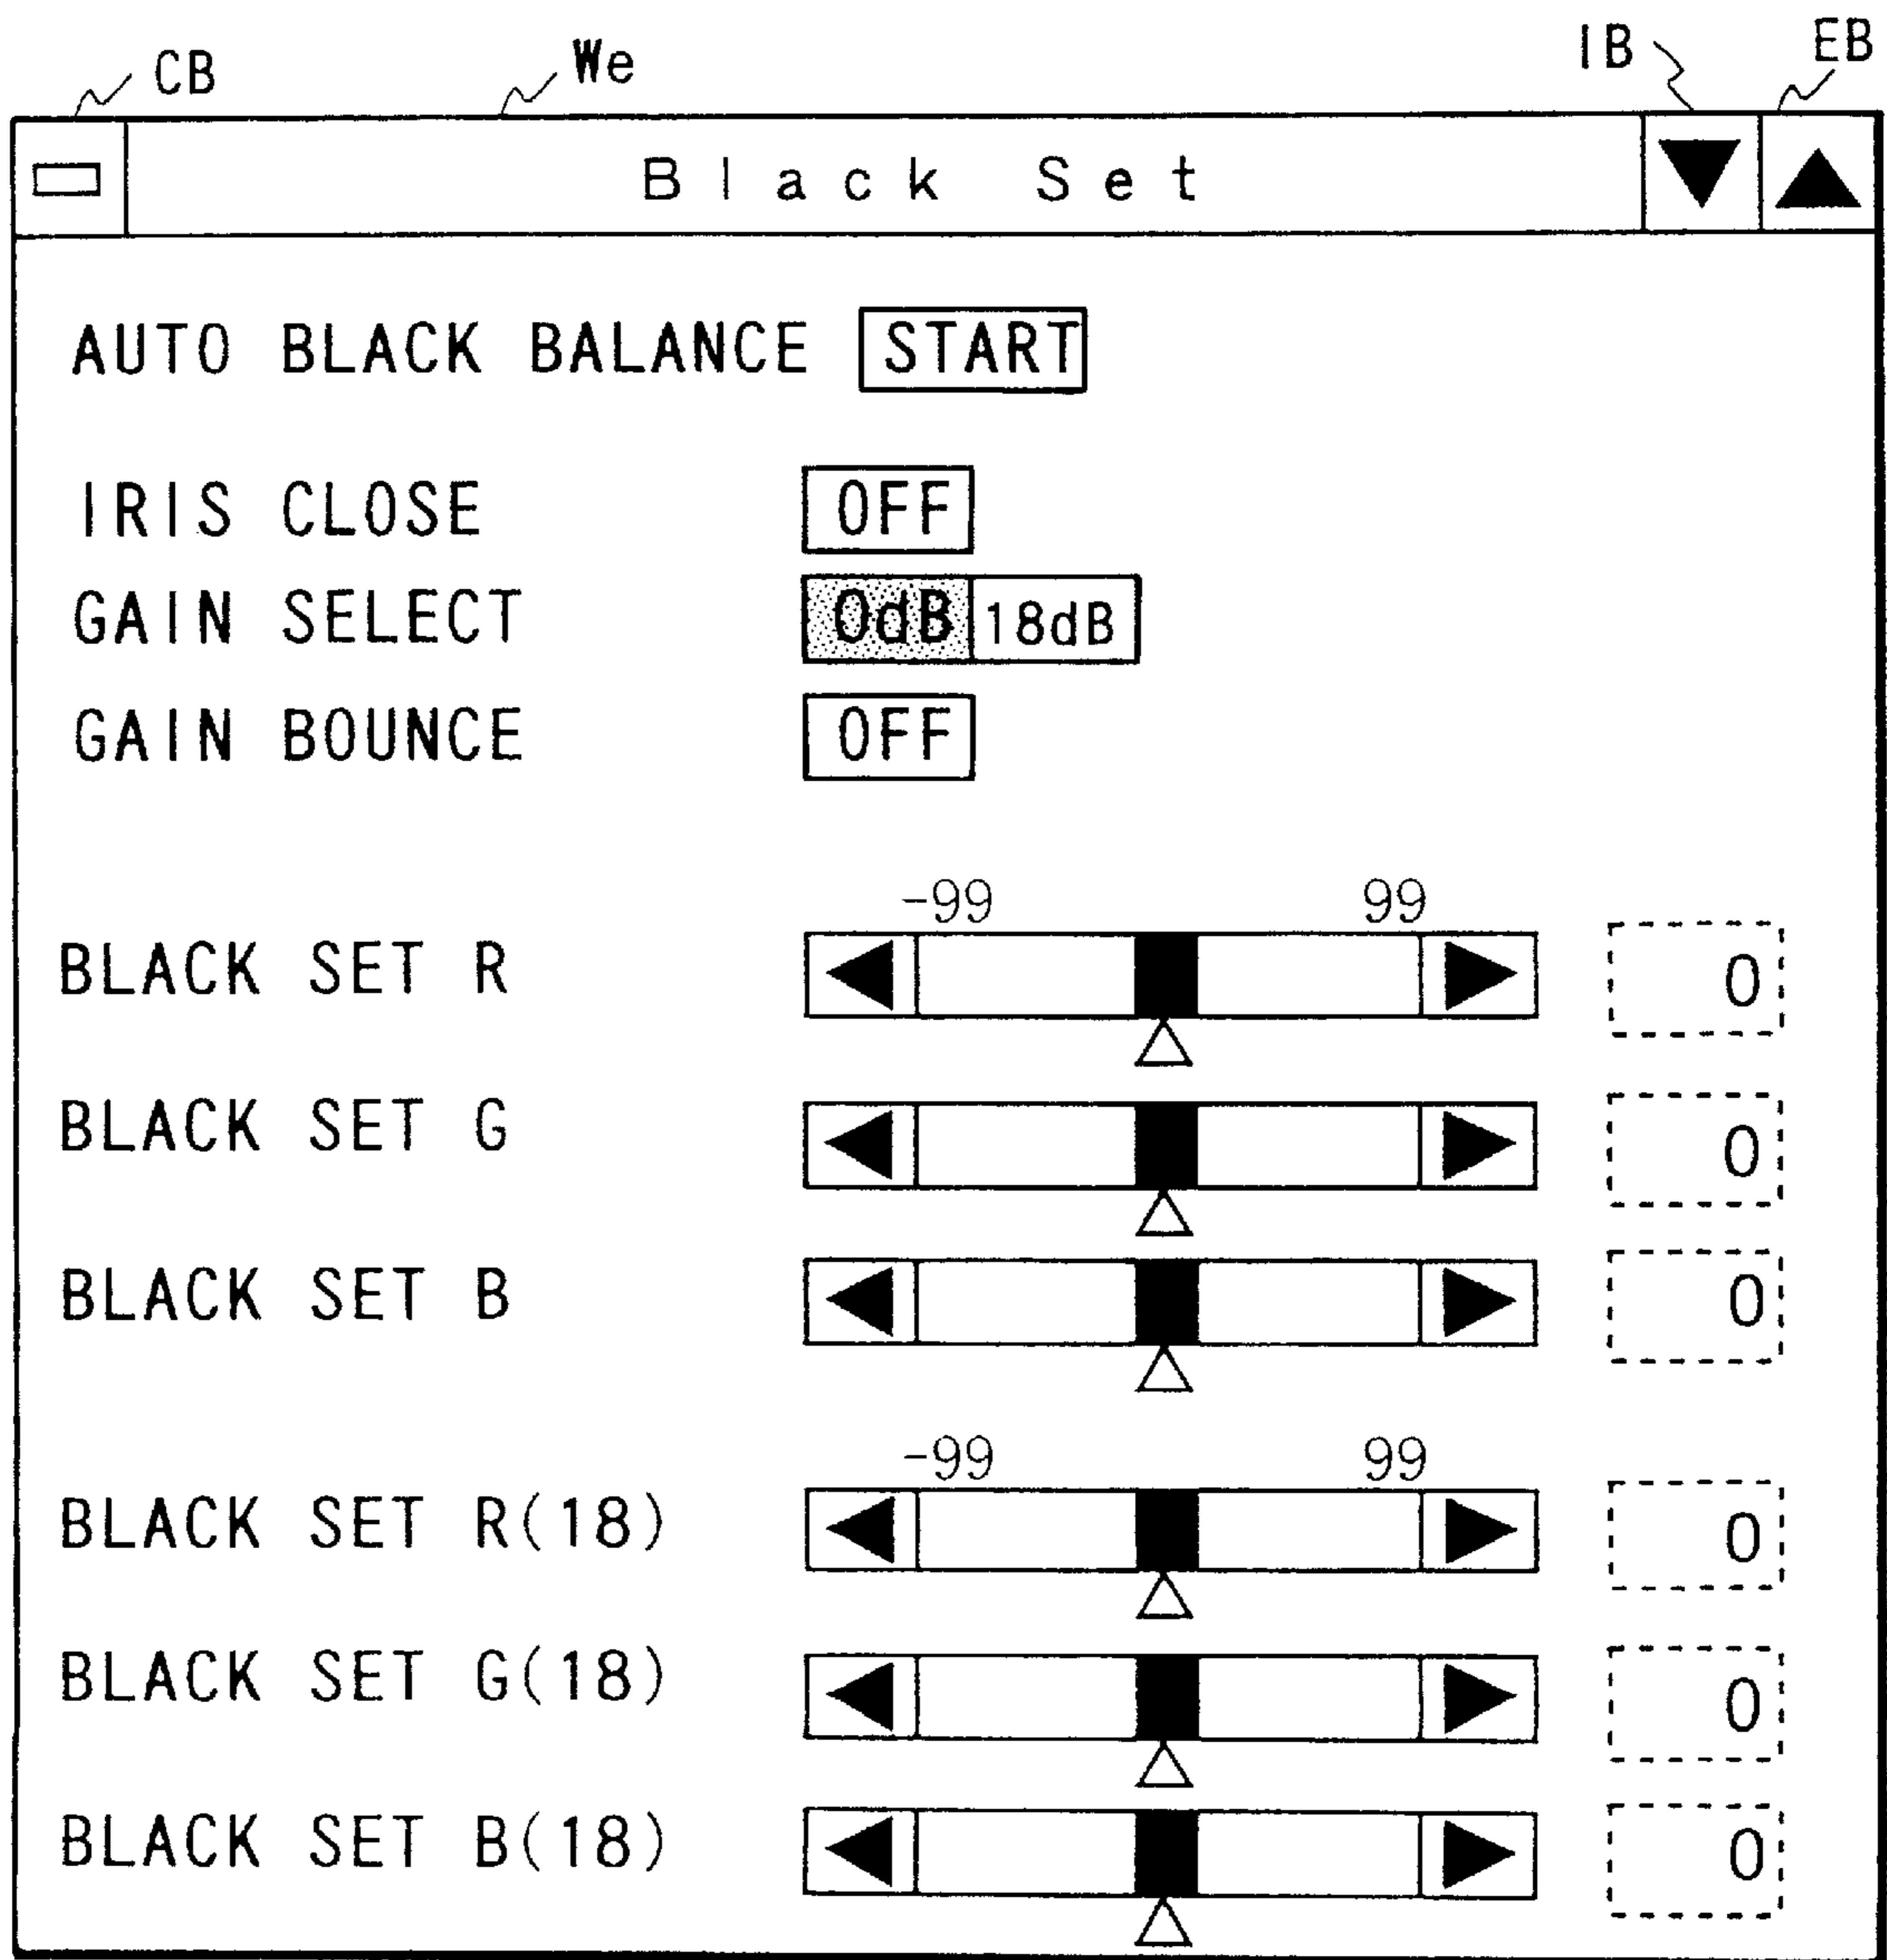 CB We IB EB
Black Set
AUTO BLACK BALANCE START
IRIS CLOSE OFF
GAIN SELECT 0dB 18dB
GAIN BOUNCE OFF
-99 99
BLACK SET R 0
BLACK SET G 0
BLACK SET B 0
-99 99
BLACK SET R(18) 0
BLACK SET G(18) 0
BLACK SET B(18) 0